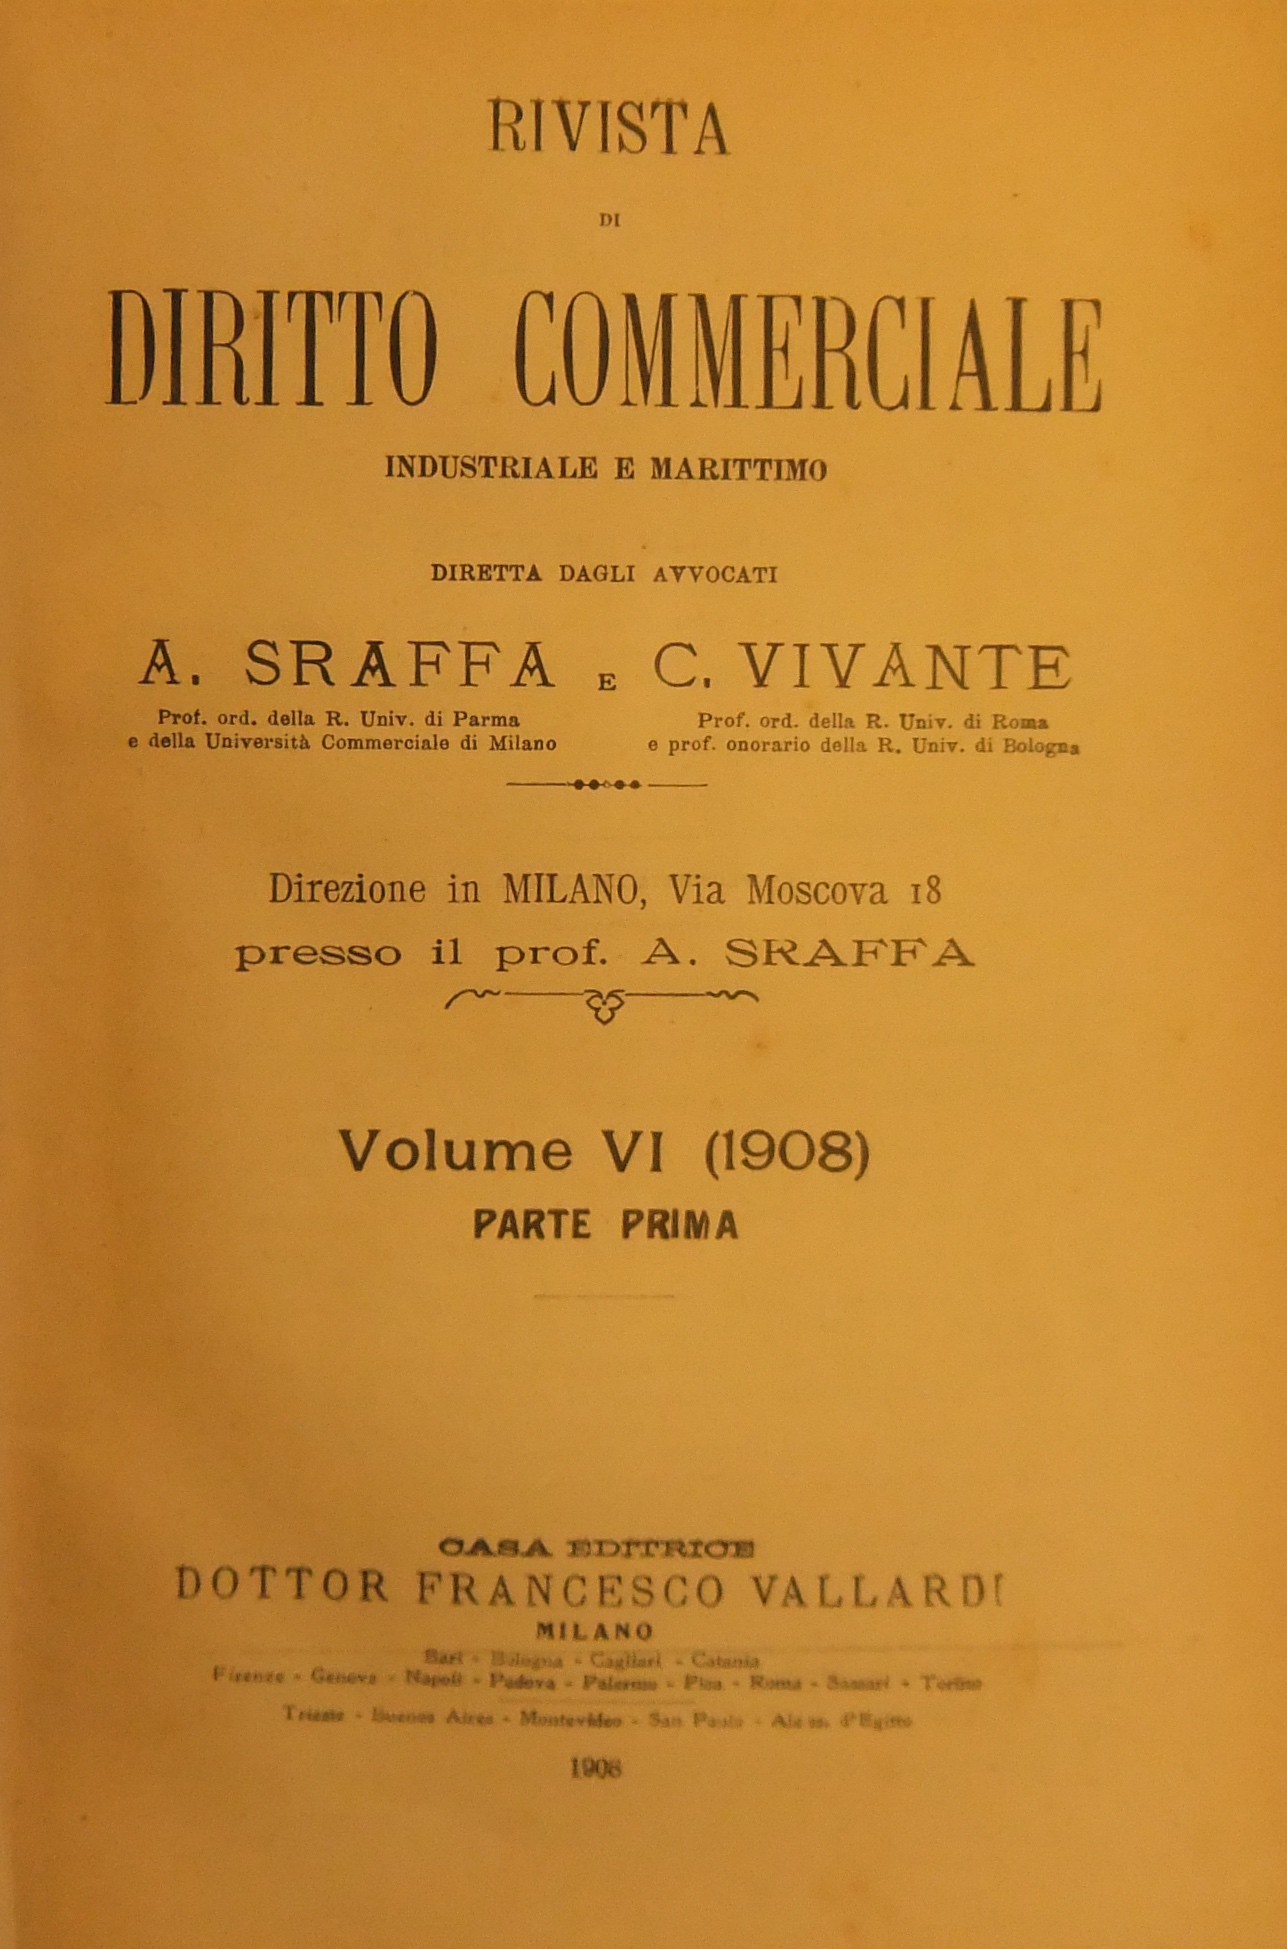 RIVISTA
DI
DIRITTO COMMERCIALE
INDUSTRIALE E MARITTIMO
DIRETTA DAGLI AVVOCATI
A. SRAFFA E C. VIVANTE
Prof. ord. della R. Univ. di Parma
e della Università Commerciale di Milano
Prof. ord. della R. Univ. di Roma
e prof. onorario della R. Univ. di Bologna
Direzione in MILANO, Via Moscova 18
presso il prof. A. SRAFFA
Volume VI (1908)
PARTE PRIMA
CASA EDITRICE
DOTTOR FRANCESCO VALLARDI
MILANO
Bari - Bologna - Cagliari - Catania
Firenze - Genova - Napoli - Padova - Palermo - Pisa - Roma - Sassari - Torino
Trieste - Buenos Aires - Montevideo - San Paulo - d'Egitto
1908